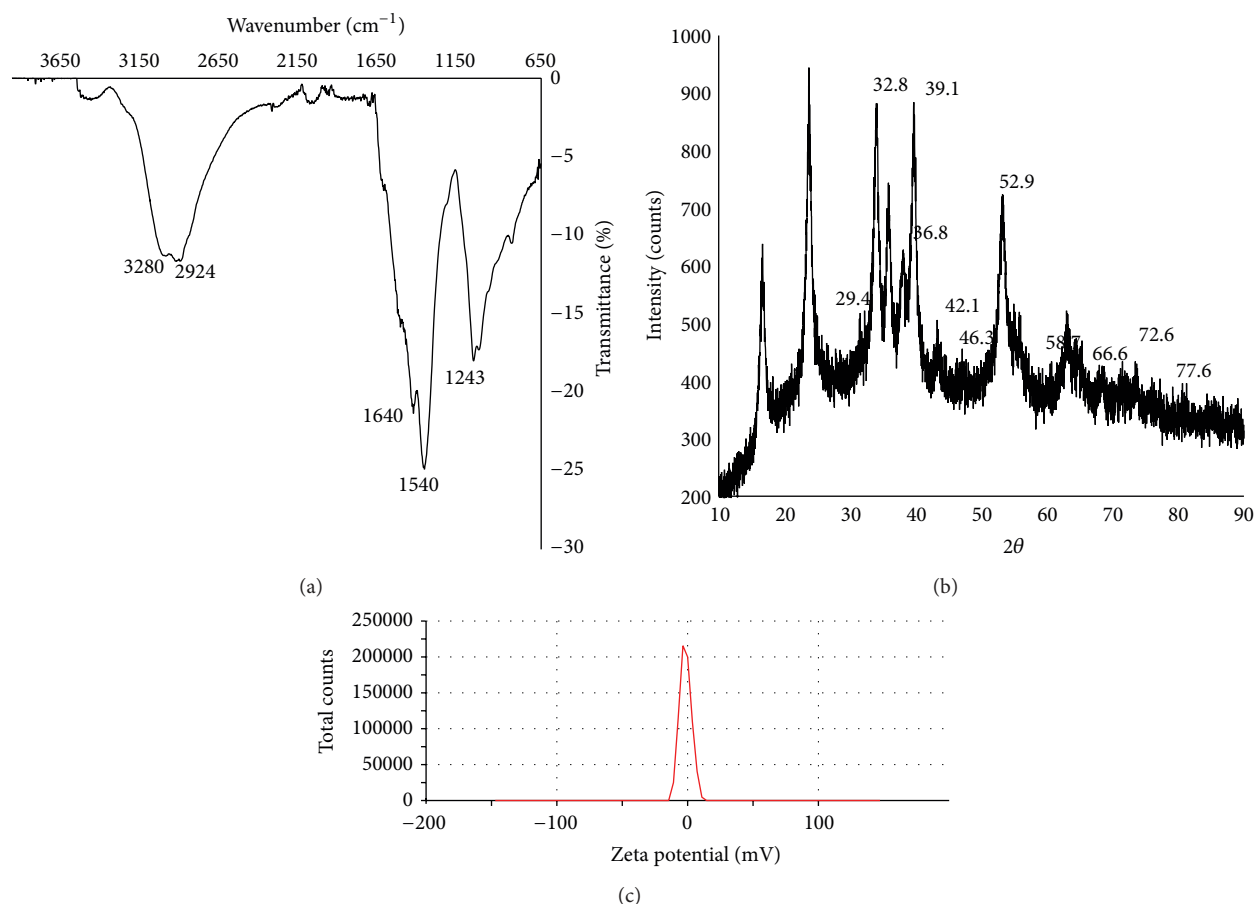 Wavenumber (cm−1)
3650 3150 2650 2150 1650 1150 650
0
−5
−10
−15
−20
−25
−30
Transmittance (%)
3280 2924
1243
1640
1540
(a)
1000
900
800
700
600
500
400
300
200
Intensity (counts)
32.8 39.1
52.9
36.8
29.4 42.1
46.3 58.7 72.6
66.6
77.6
10 20 30 40 50 60 70 80 90
2θ
(b)
250000
200000
150000
100000
50000
0
Total counts
−200 −100 0 100
Zeta potential (mV)
(c)